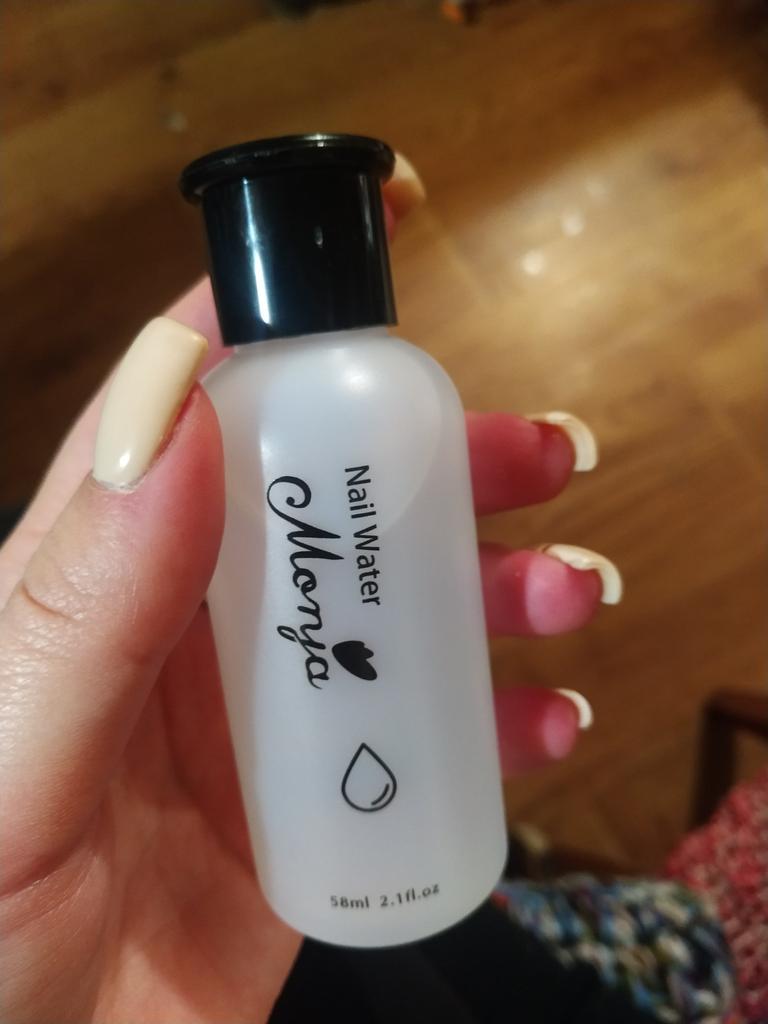 Nail Water
Monja
58ml 2.1fl.oz